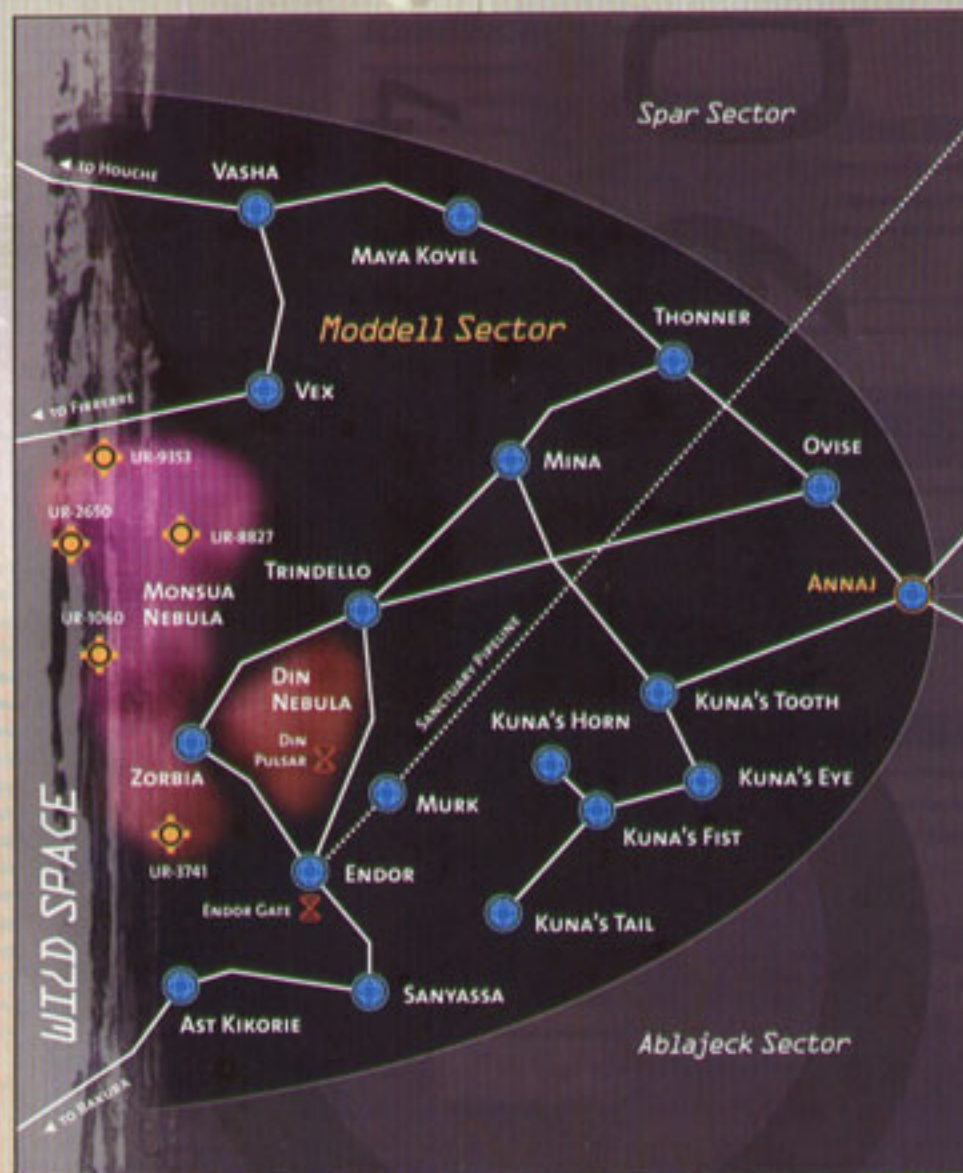 Spar Sector
◄ TO HOUCHE
VASHA
MAYA KOVEL
Moddell Sector
THONNER
VEX
◄ TO FIRRERRE
MINA
OVISE
UR-9353
UR-2650
UR-8827
TRINDELLO
MONSUA
NEBULA
ANNAJ
UR-1060
DIN
NEBULA
SANCTUARY PIPELINE
KUNA'S TOOTH
KUNA'S HORN
DIN
PULSAR
ZORBIA
KUNA'S EYE
MURK
KUNA'S FIST
UR-3741
ENDOR
ENDOR GATE
KUNA'S TAIL
WILD SPACE
SANYASSA
AST KIKORIE
Ablajeck Sector
◄ TO BAKURA